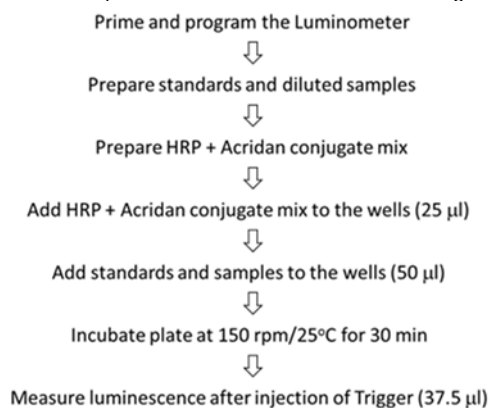 Prime and program the Luminometer
Prepare standards and diluted samples
Prepare HRP + Acridan conjugate mix
Add HRP + Acridan conjugate mix to the wells (25 µl)
Add standards and samples to the wells (50 µl)
Incubate plate at 150 rpm/25°C for 30 min
Measure luminescence after injection of Trigger (37.5 µl)